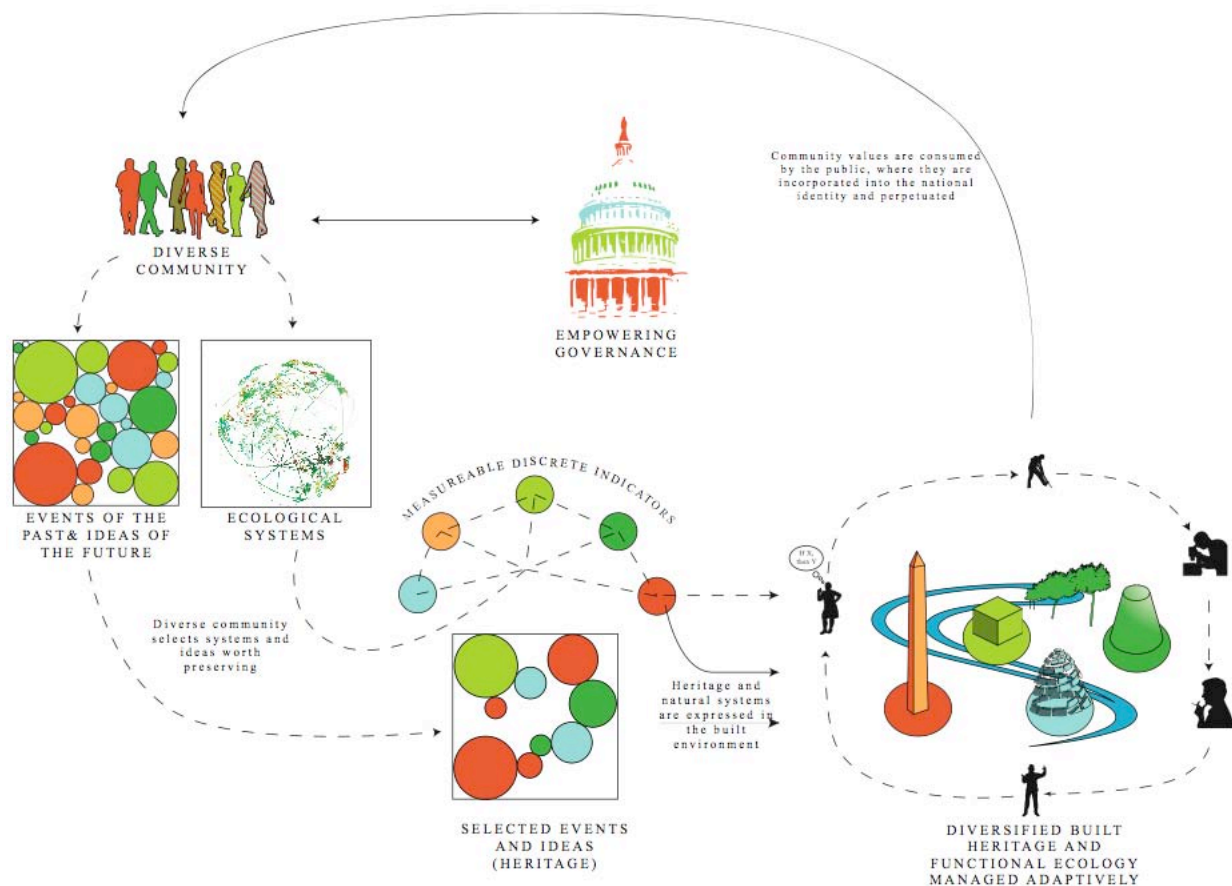 Community values are consumed
by the public, where they are
incorporated into the national
identity and perpetuated
DIVERSE
COMMUNITY
EMPOWERING
GOVERNANCE
MEASUREABLE DISCRETE INDICATORS
EVENTS OF THE
PAST& IDEAS OF
THE FUTURE
ECOLOGICAL
SYSTEMS
If X,
then Y
Diverse community
selects systems and
ideas worth
preserving
Heritage and
natural systems
are expressed in
the built
environment
SELECTED EVENTS
AND IDEAS
(HERITAGE)
DIVERSIFIED BUILT
HERITAGE AND
FUNCTIONAL ECOLOGY
MANAGED ADAPTIVELY